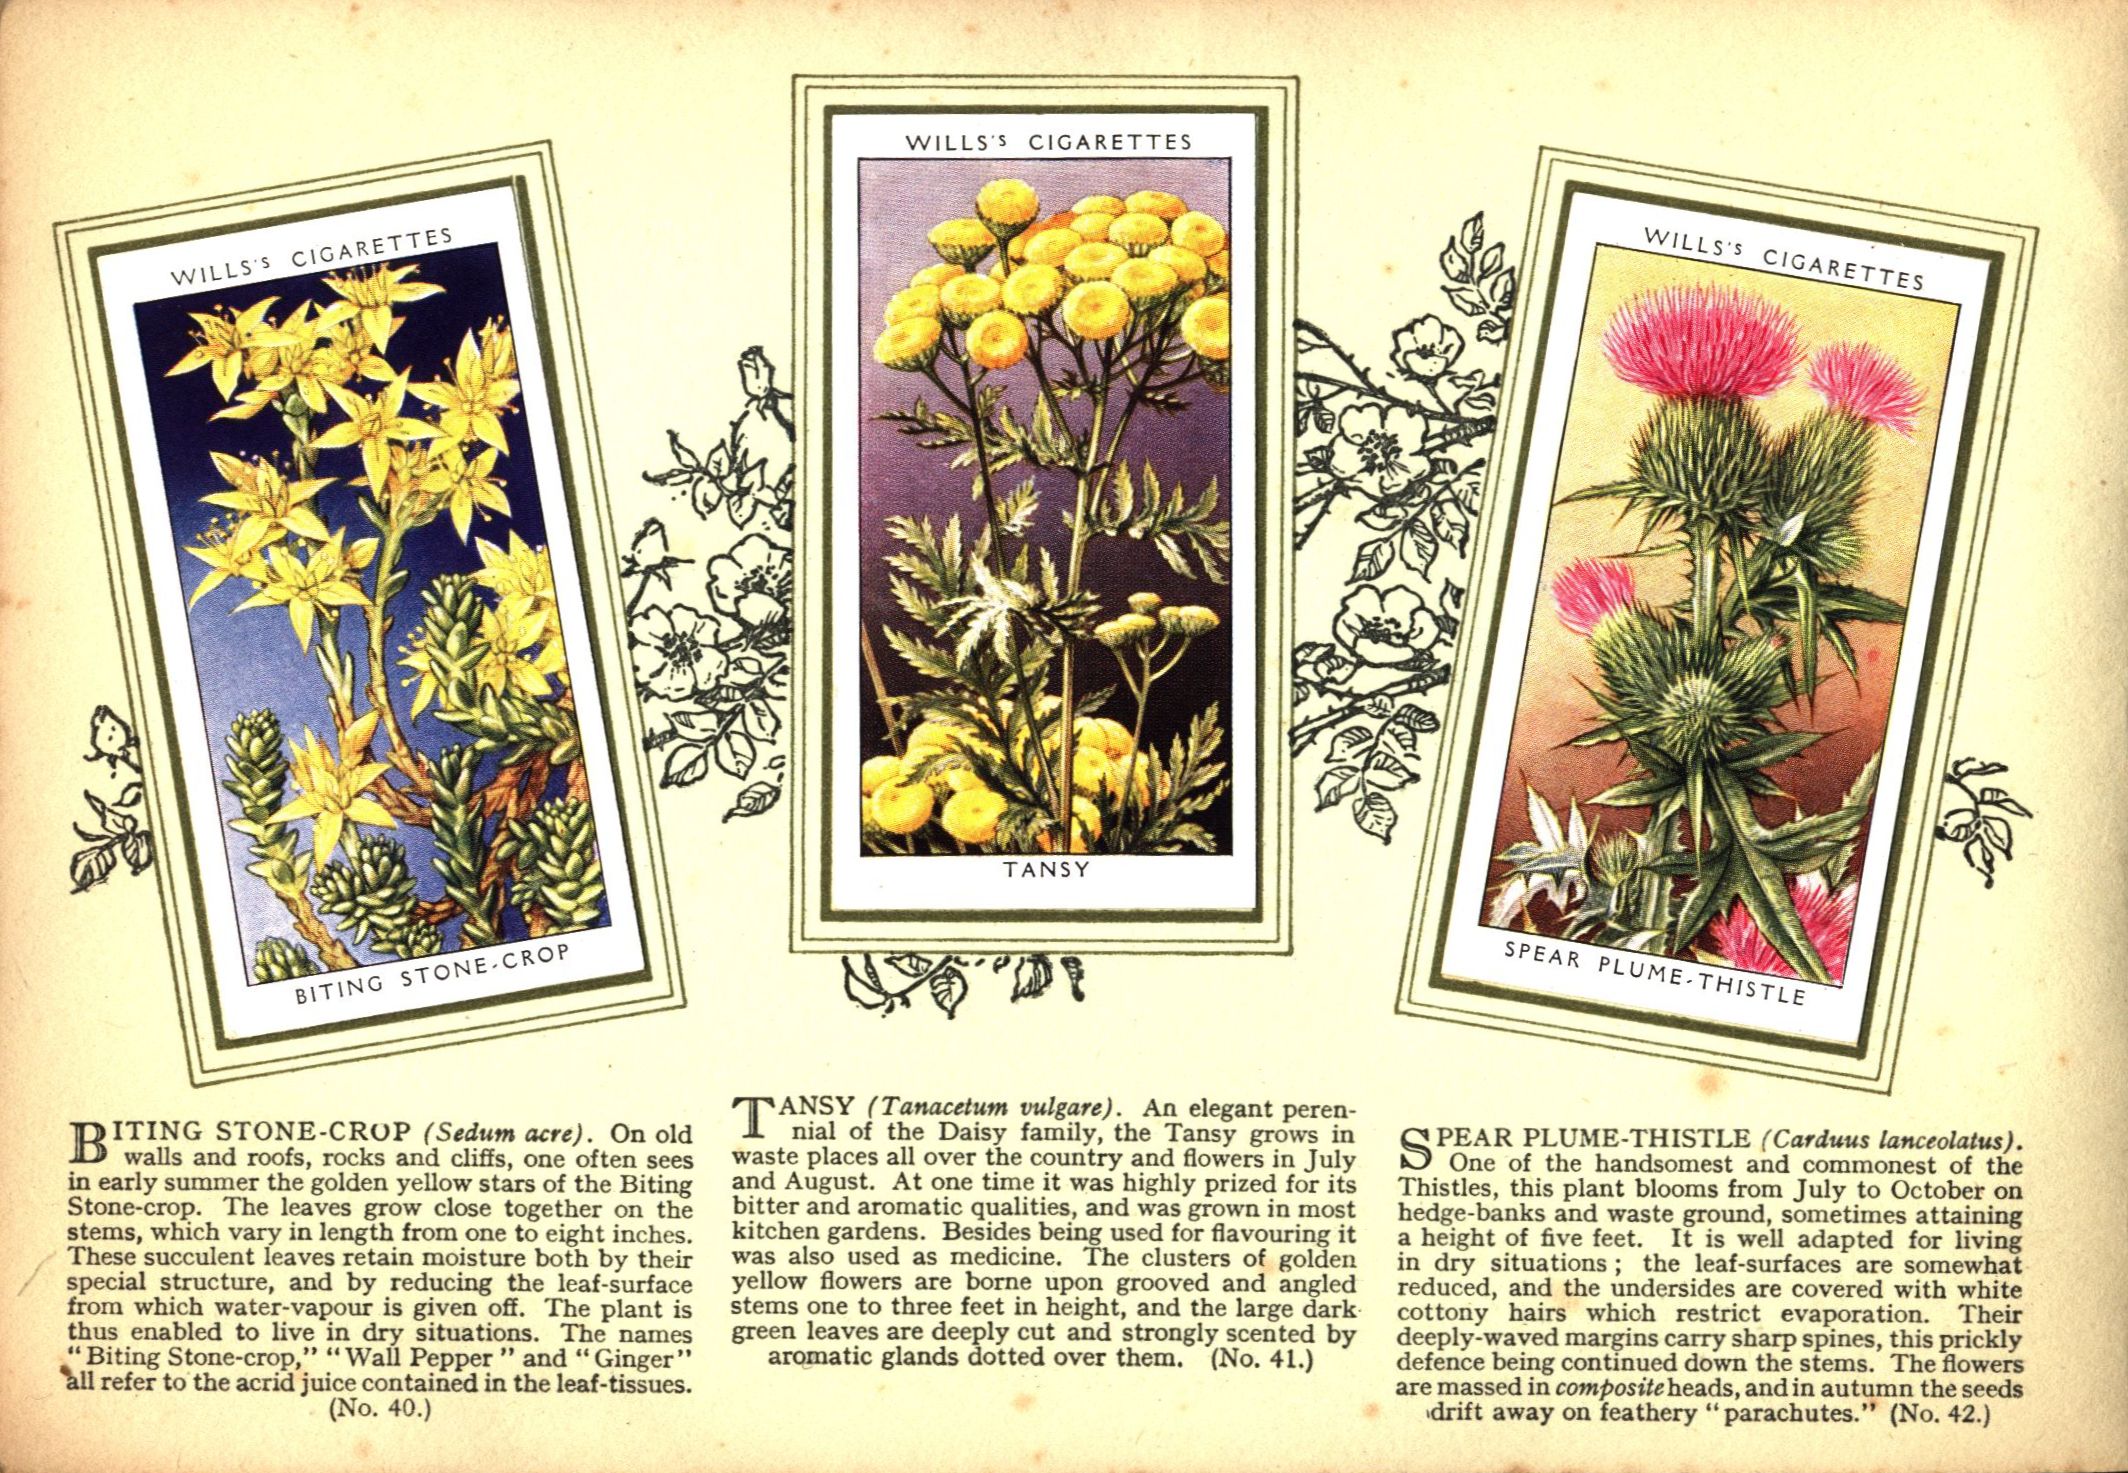 WILLS'S CIGARETTES
BITING STONE-CROP
WILLS'S CIGARETTES
TANSY
WILLS'S CIGARETTES
SPEAR PLUME-THISTLE
BITING STONE-CROP (Sedum acre). On old
walls and roofs, rocks and cliffs, one often sees
in early summer the golden yellow stars of the Biting
Stone-crop. The leaves grow close together on the
stems, which vary in length from one to eight inches.
These succulent leaves retain moisture both by their
special structure, and by reducing the leaf-surface
from which water-vapour is given off. The plant is
thus enabled to live in dry situations. The names
"Biting Stone-crop," "Wall Pepper" and "Ginger"
all refer to the acrid juice contained in the leaf-tissues.
(No. 40.)
TANSY (Tanacetum vulgare). An elegant peren-
nial of the Daisy family, the Tansy grows in
waste places all over the country and flowers in July
and August. At one time it was highly prized for its
bitter and aromatic qualities, and was grown in most
kitchen gardens. Besides being used for flavouring it
was also used as medicine. The clusters of golden
yellow flowers are borne upon grooved and angled
stems one to three feet in height, and the large dark
green leaves are deeply cut and strongly scented by
aromatic glands dotted over them. (No. 41.)
SPEAR PLUME-THISTLE (Carduus lanceolatus).
One of the handsomest and commonest of the
Thistles, this plant blooms from July to October on
hedge-banks and waste ground, sometimes attaining
a height of five feet. It is well adapted for living
in dry situations; the leaf-surfaces are somewhat
reduced, and the undersides are covered with white
cottony hairs which restrict evaporation. Their
deeply-waved margins carry sharp spines, this prickly
defence being continued down the stems. The flowers
are massed in composite heads, and in autumn the seeds
drift away on feathery "parachutes." (No. 42.)